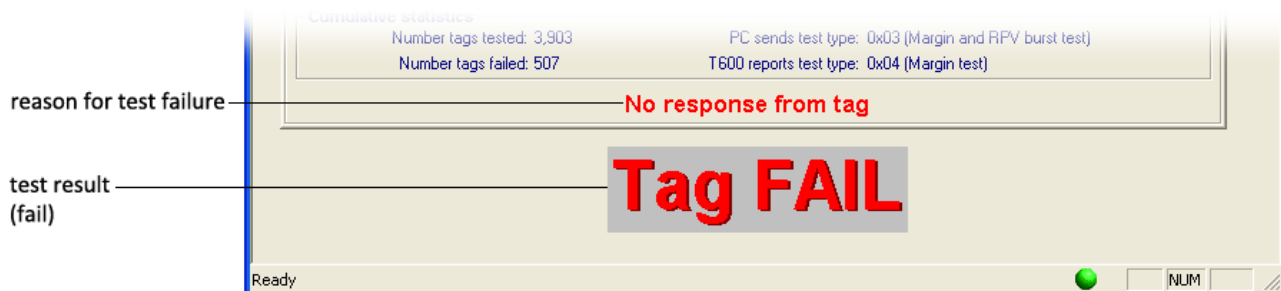 Cumulative statistics
Number tags tested: 3,903 PC sends test type: 0x03 (Margin and RPV burst test)
Number tags failed: 507 T600 reports test type: 0x04 (Margin test)
reason for test failure
No response from tag
test result
(fail)
Tag FAIL
Ready NUM